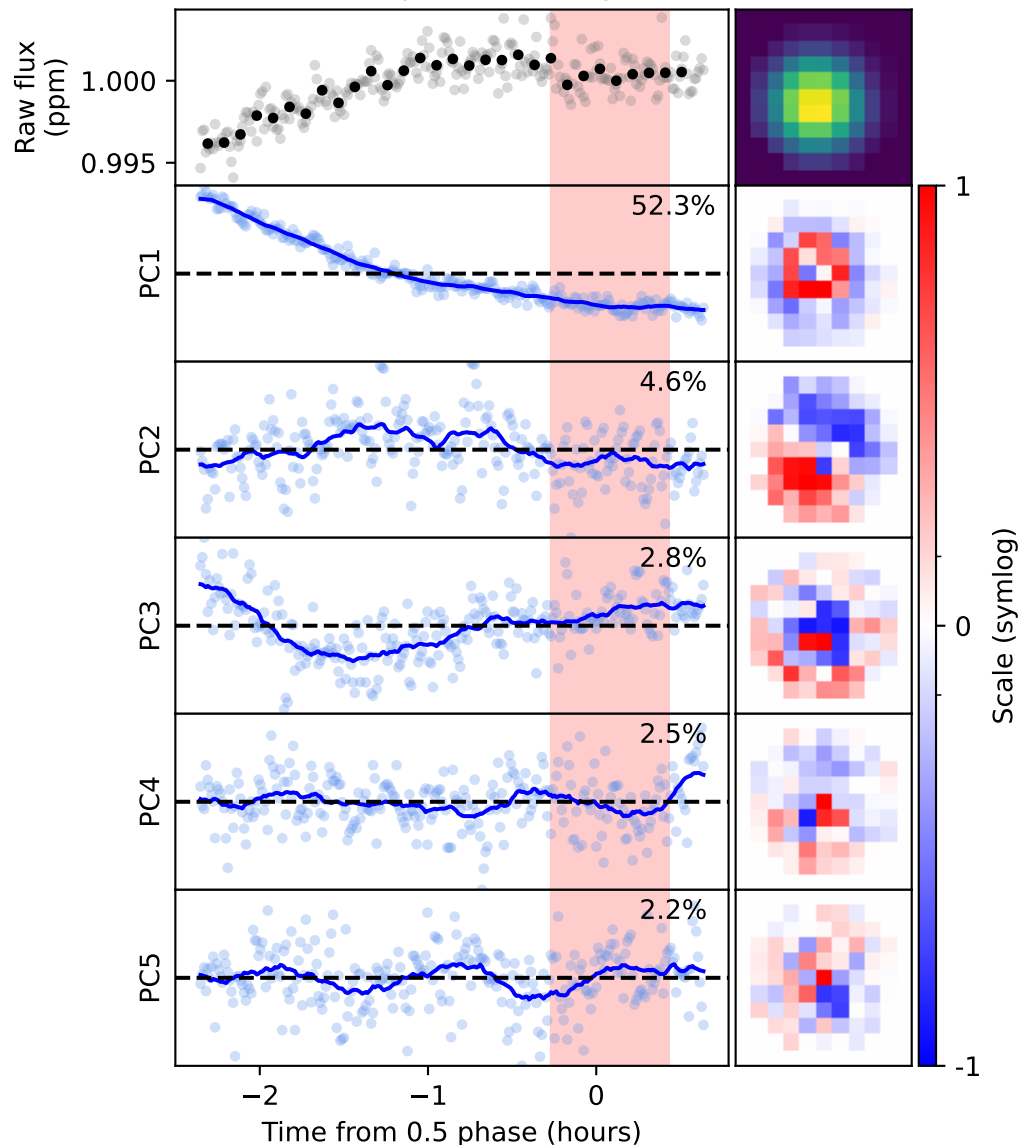 Raw flux
(ppm)
1.000
0.995
PC1
52.3%
1
PC2
4.6%
PC3
2.8%
0
Scale (symlog)
PC4
2.5%
PC5
2.2%
-1
−2
−1
0
Time from 0.5 phase (hours)